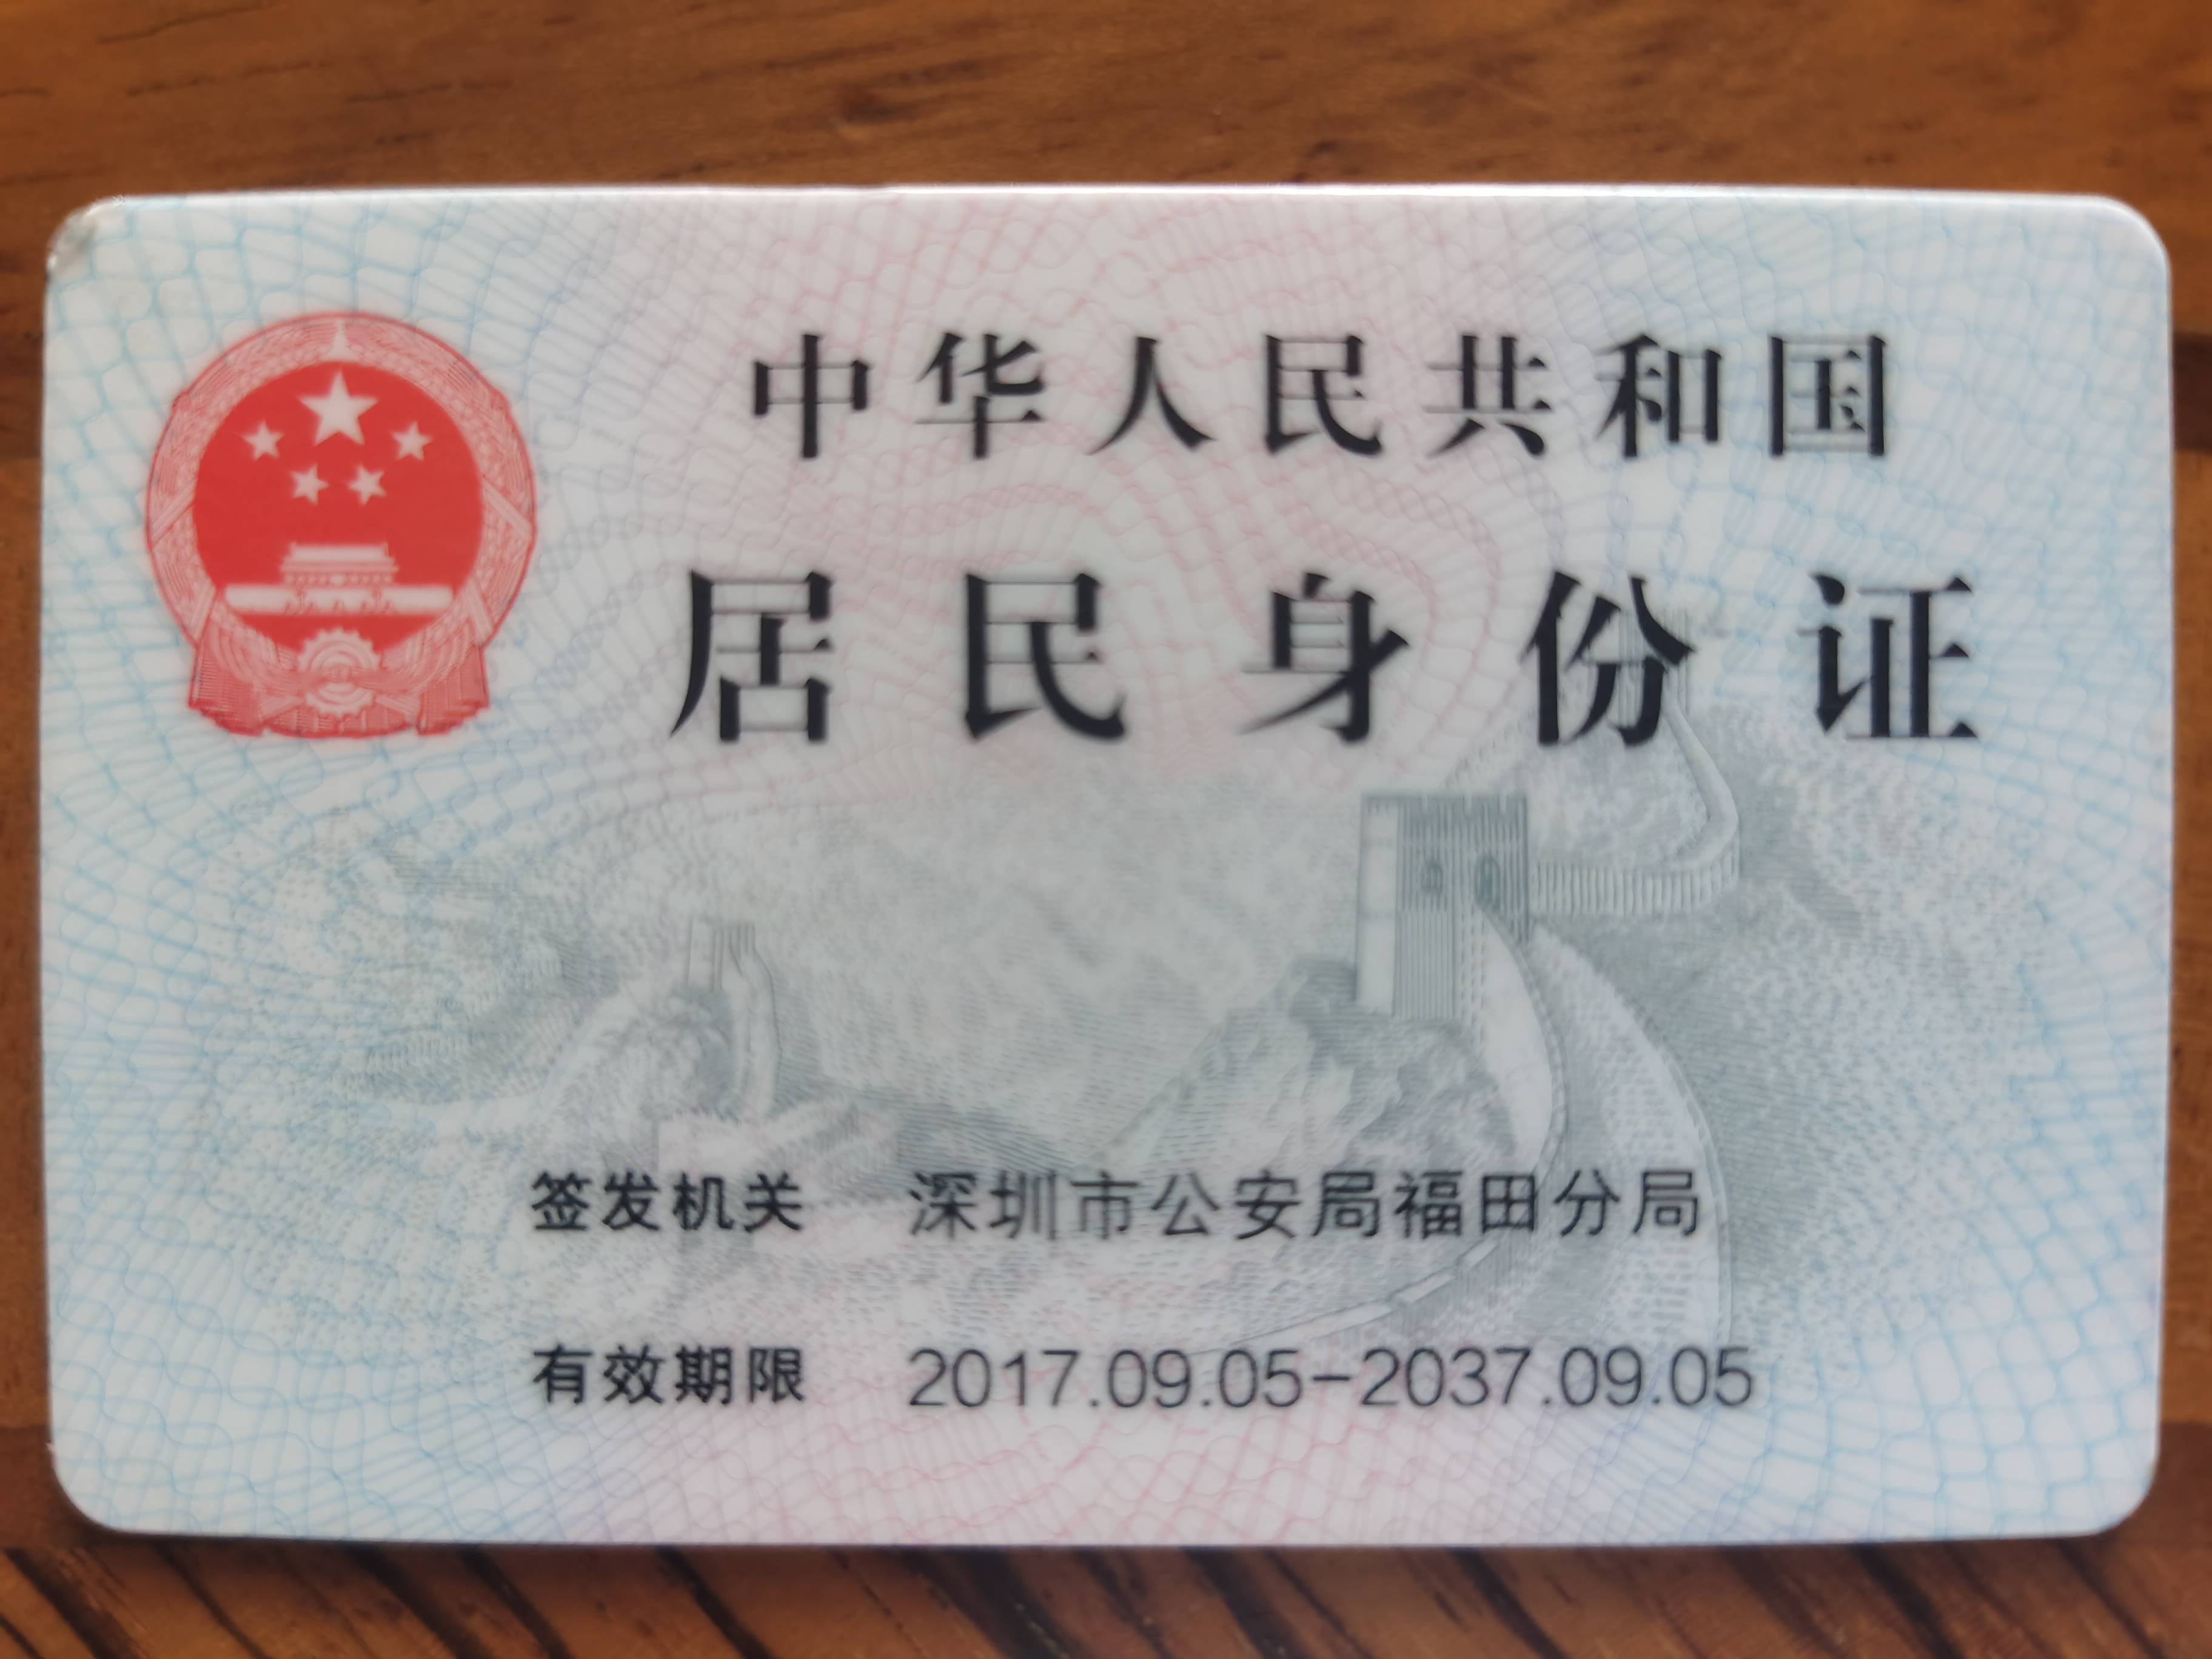 中华人民共和国
居民身份证
签发机关 深圳市公安局福田分局
有效期限 2017.09.05-2037.09.05